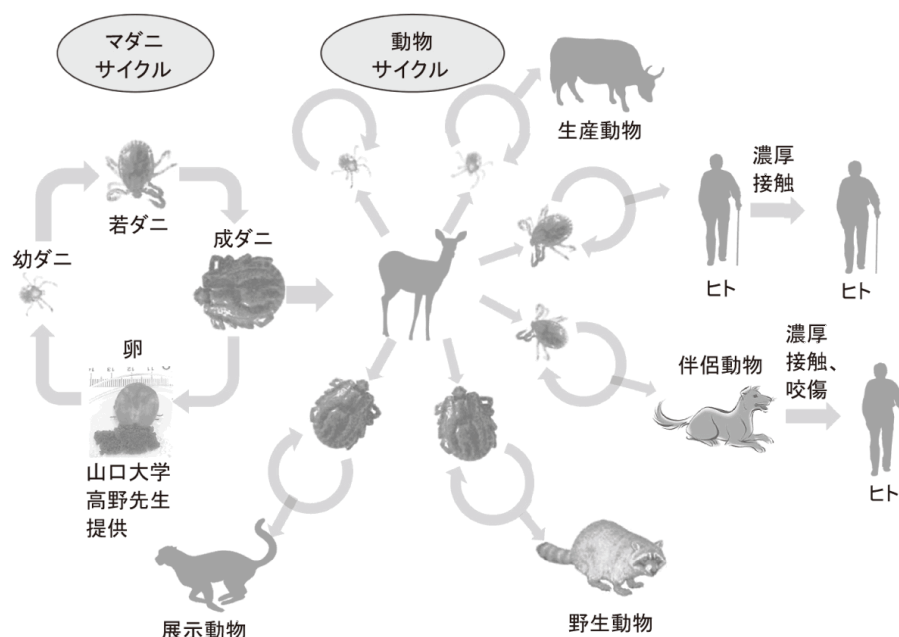 マダニ
サイクル
動物
サイクル
生産動物
濃厚
接触
若ダニ
成ダニ
幼ダニ
ヒト
ヒト
卵
伴侶動物
濃厚
接触、
咬傷
山口大学
高野先生
提供
ヒト
展示動物
野生動物